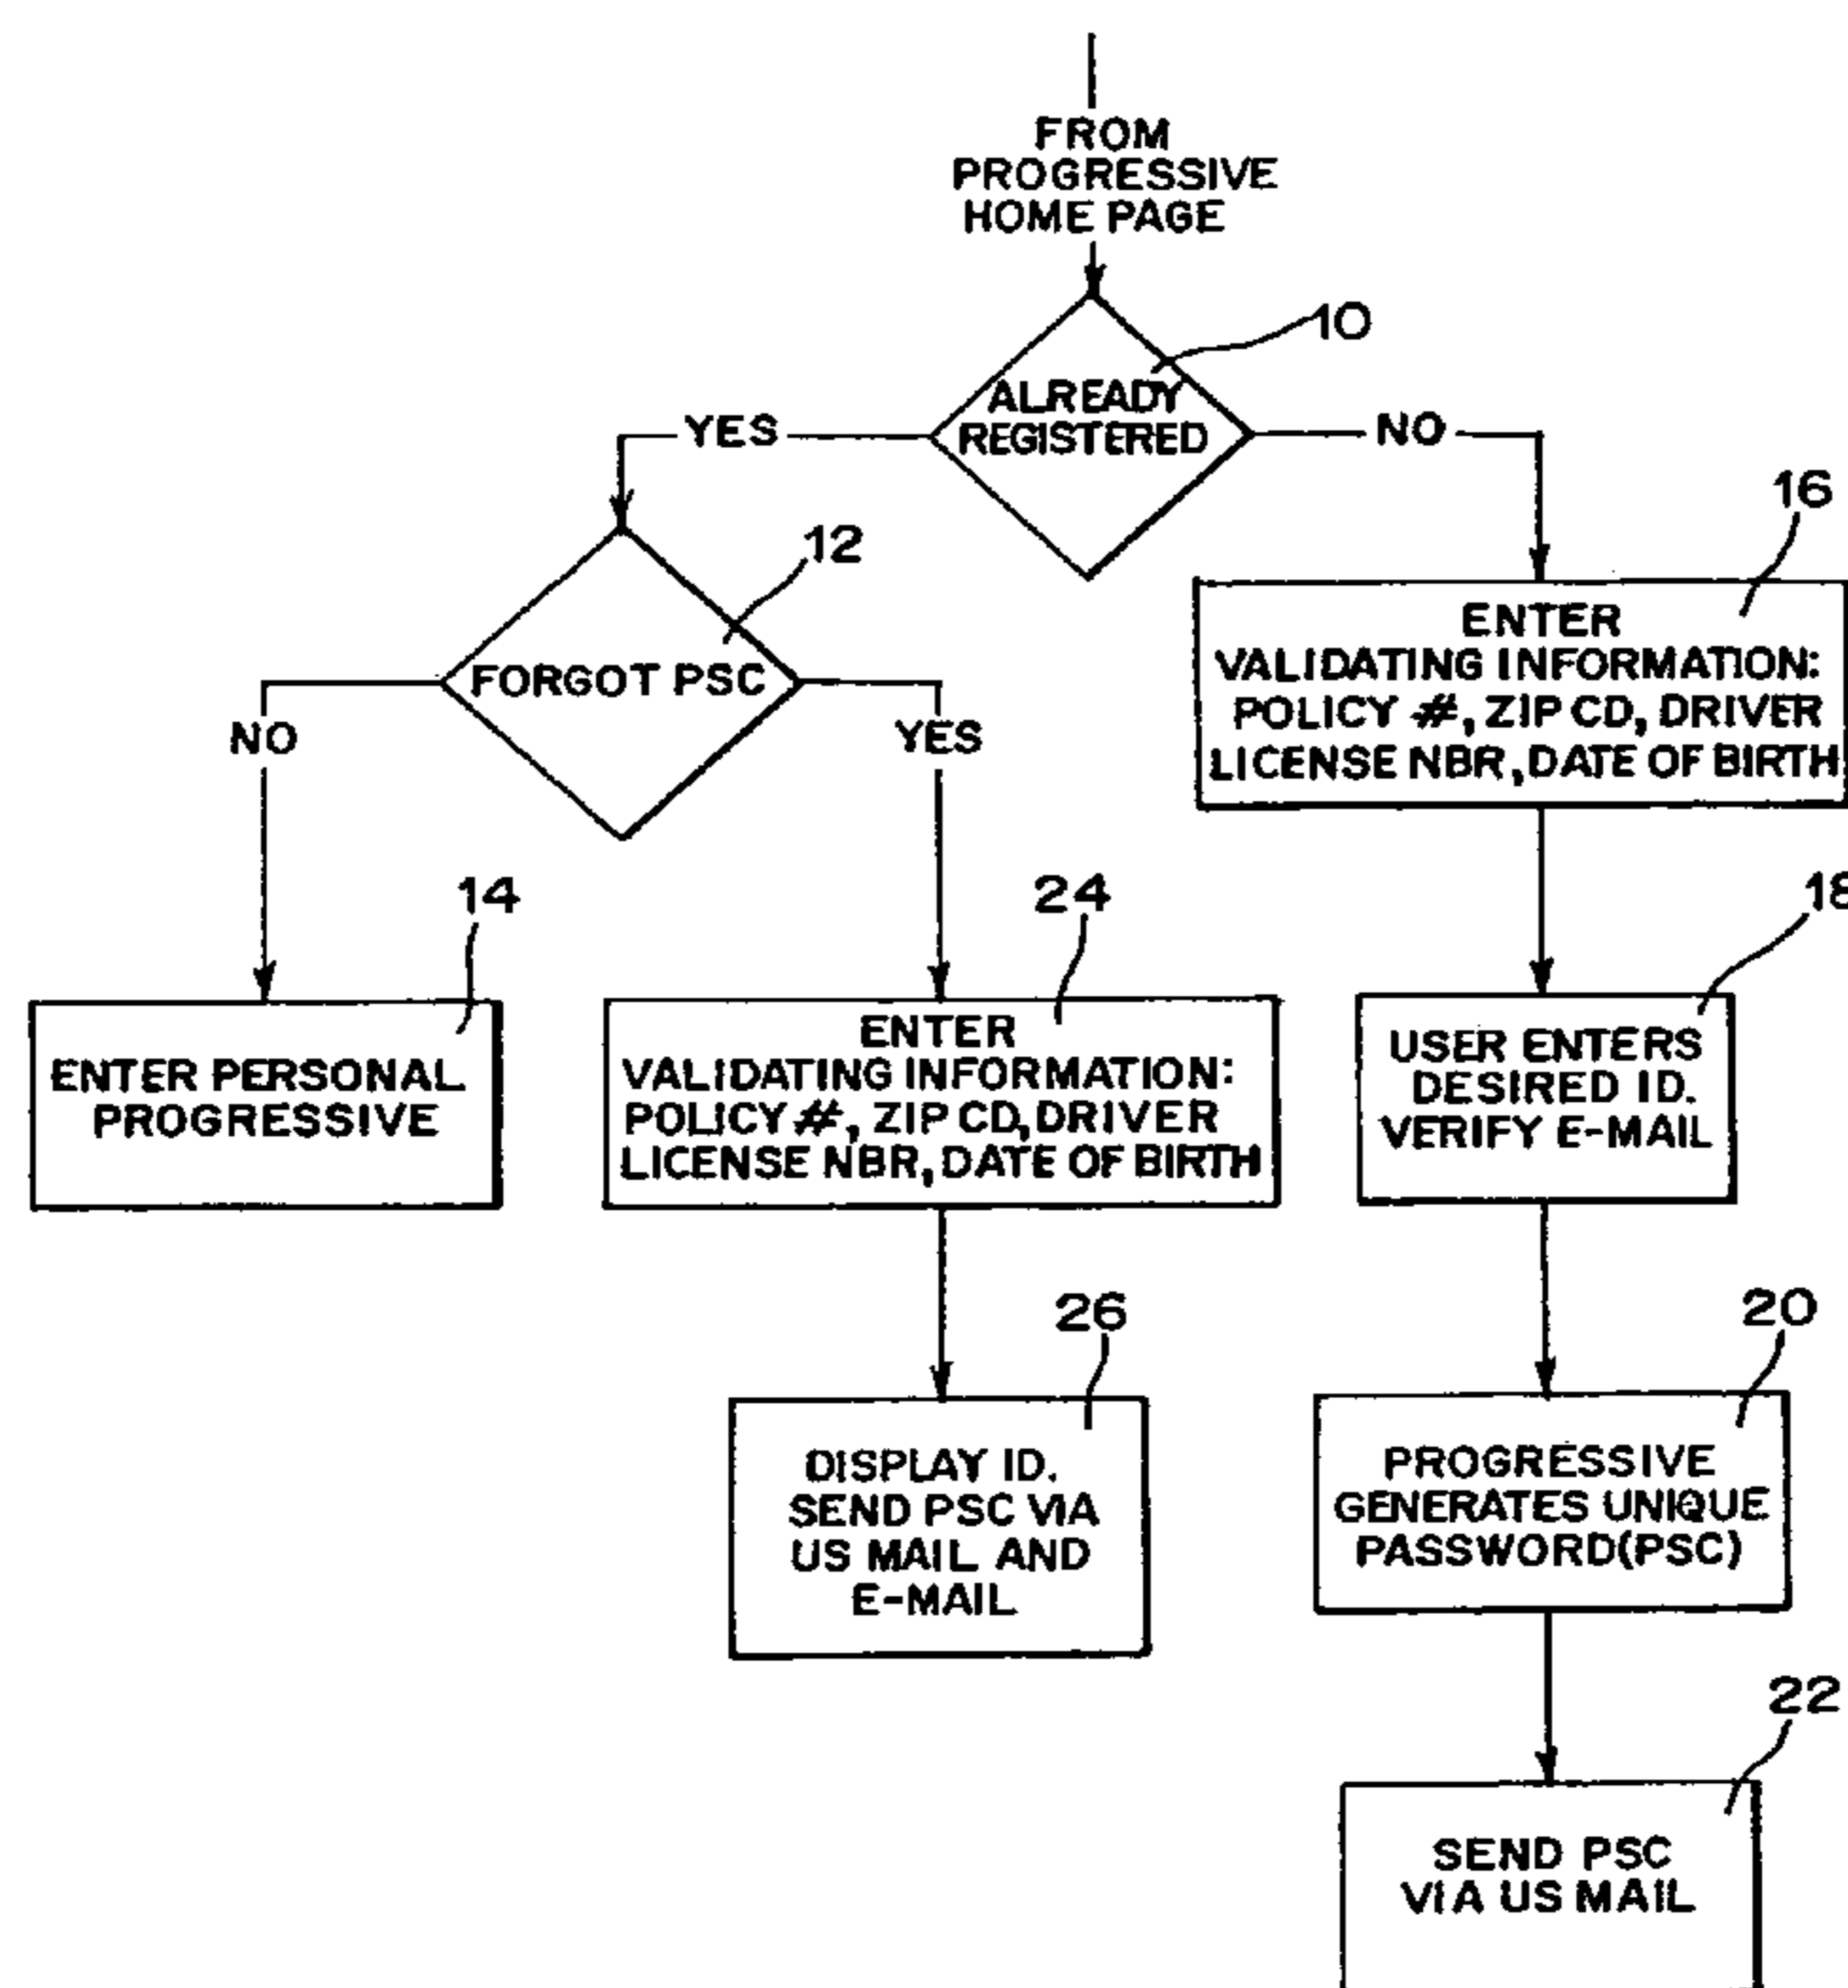 FROM
PROGRESSIVE
HOME PAGE
10
ALREADY
REGISTERED
YES
NO
16
12
ENTER
VALIDATING INFORMATION:
POLICY #, ZIP CD, DRIVER
LICENSE NBR, DATE OF BIRTH
FORGOT PSC
NO
YES
14
24
18
ENTER PERSONAL
PROGRESSIVE
ENTER
VALIDATING INFORMATION:
POLICY #, ZIP CD, DRIVER
LICENSE NBR, DATE OF BIRTH
USER ENTERS
DESIRED ID.
VERIFY E-MAIL
26
20
DISPLAY ID.
SEND PSC VIA
US MAIL AND
E-MAIL
PROGRESSIVE
GENERATES UNIQUE
PASSWORD(PSC)
22
SEND PSC
VIA US MAIL